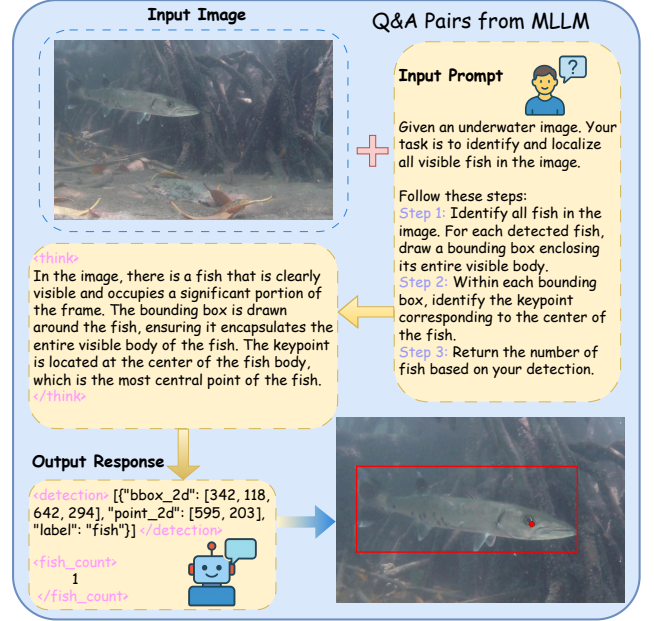 Input Image
Q&A Pairs from MLLM
Input Prompt
?
Given an underwater image. Your
task is to identify and localize
all visible fish in the image.
Follow these steps:
Step 1: Identify all fish in the
image. For each detected fish,
draw a bounding box enclosing
its entire visible body.
Step 2: Within each bounding
box, identify the keypoint
corresponding to the center of
the fish.
Step 3: Return the number of
fish based on your detection.
<think>
In the image, there is a fish that is clearly
visible and occupies a significant portion of
the frame. The bounding box is drawn
around the fish, ensuring it encapsulates the
entire visible body of the fish. The keypoint
is located at the center of the fish body,
which is the most central point of the fish.
</think>
Output Response
<detection> [{"bbox_2d": [342, 118,
642, 294], "point_2d": [595, 203],
"label": "fish"}] </detection>
<fish_count>
1
</fish_count>